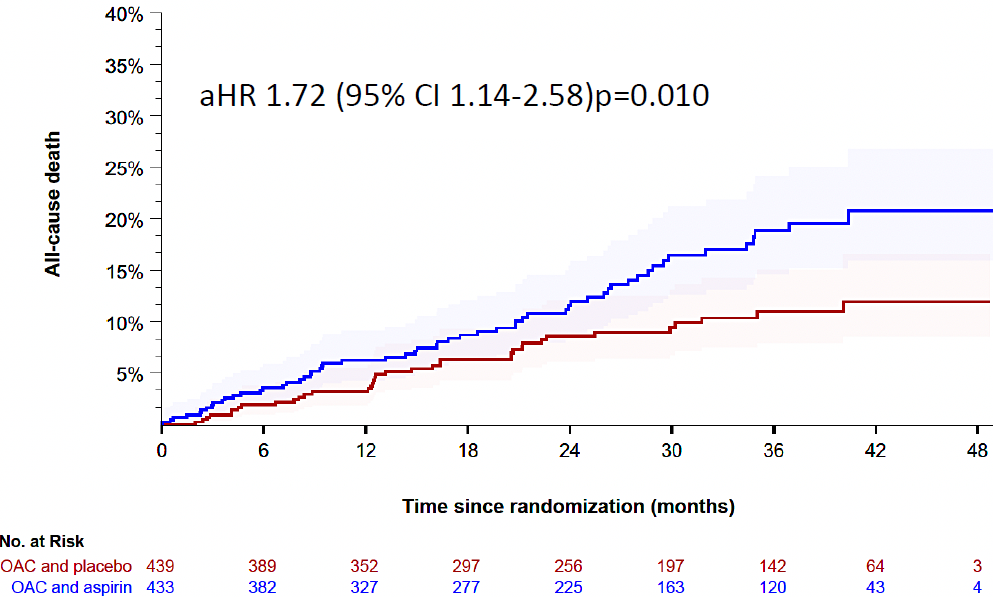 40%
35%
aHR 1.72 (95% CI 1.14-2.58)p=0.010
30%
25%
20%
15%
10%
5%
All-cause death
0 6 12 18 24 30 36 42 48
Time since randomization (months)
No. at Risk
OAC and placebo 439 389 352 297 256 197 142 64 3
OAC and aspirin 433 382 327 277 225 163 120 43 4